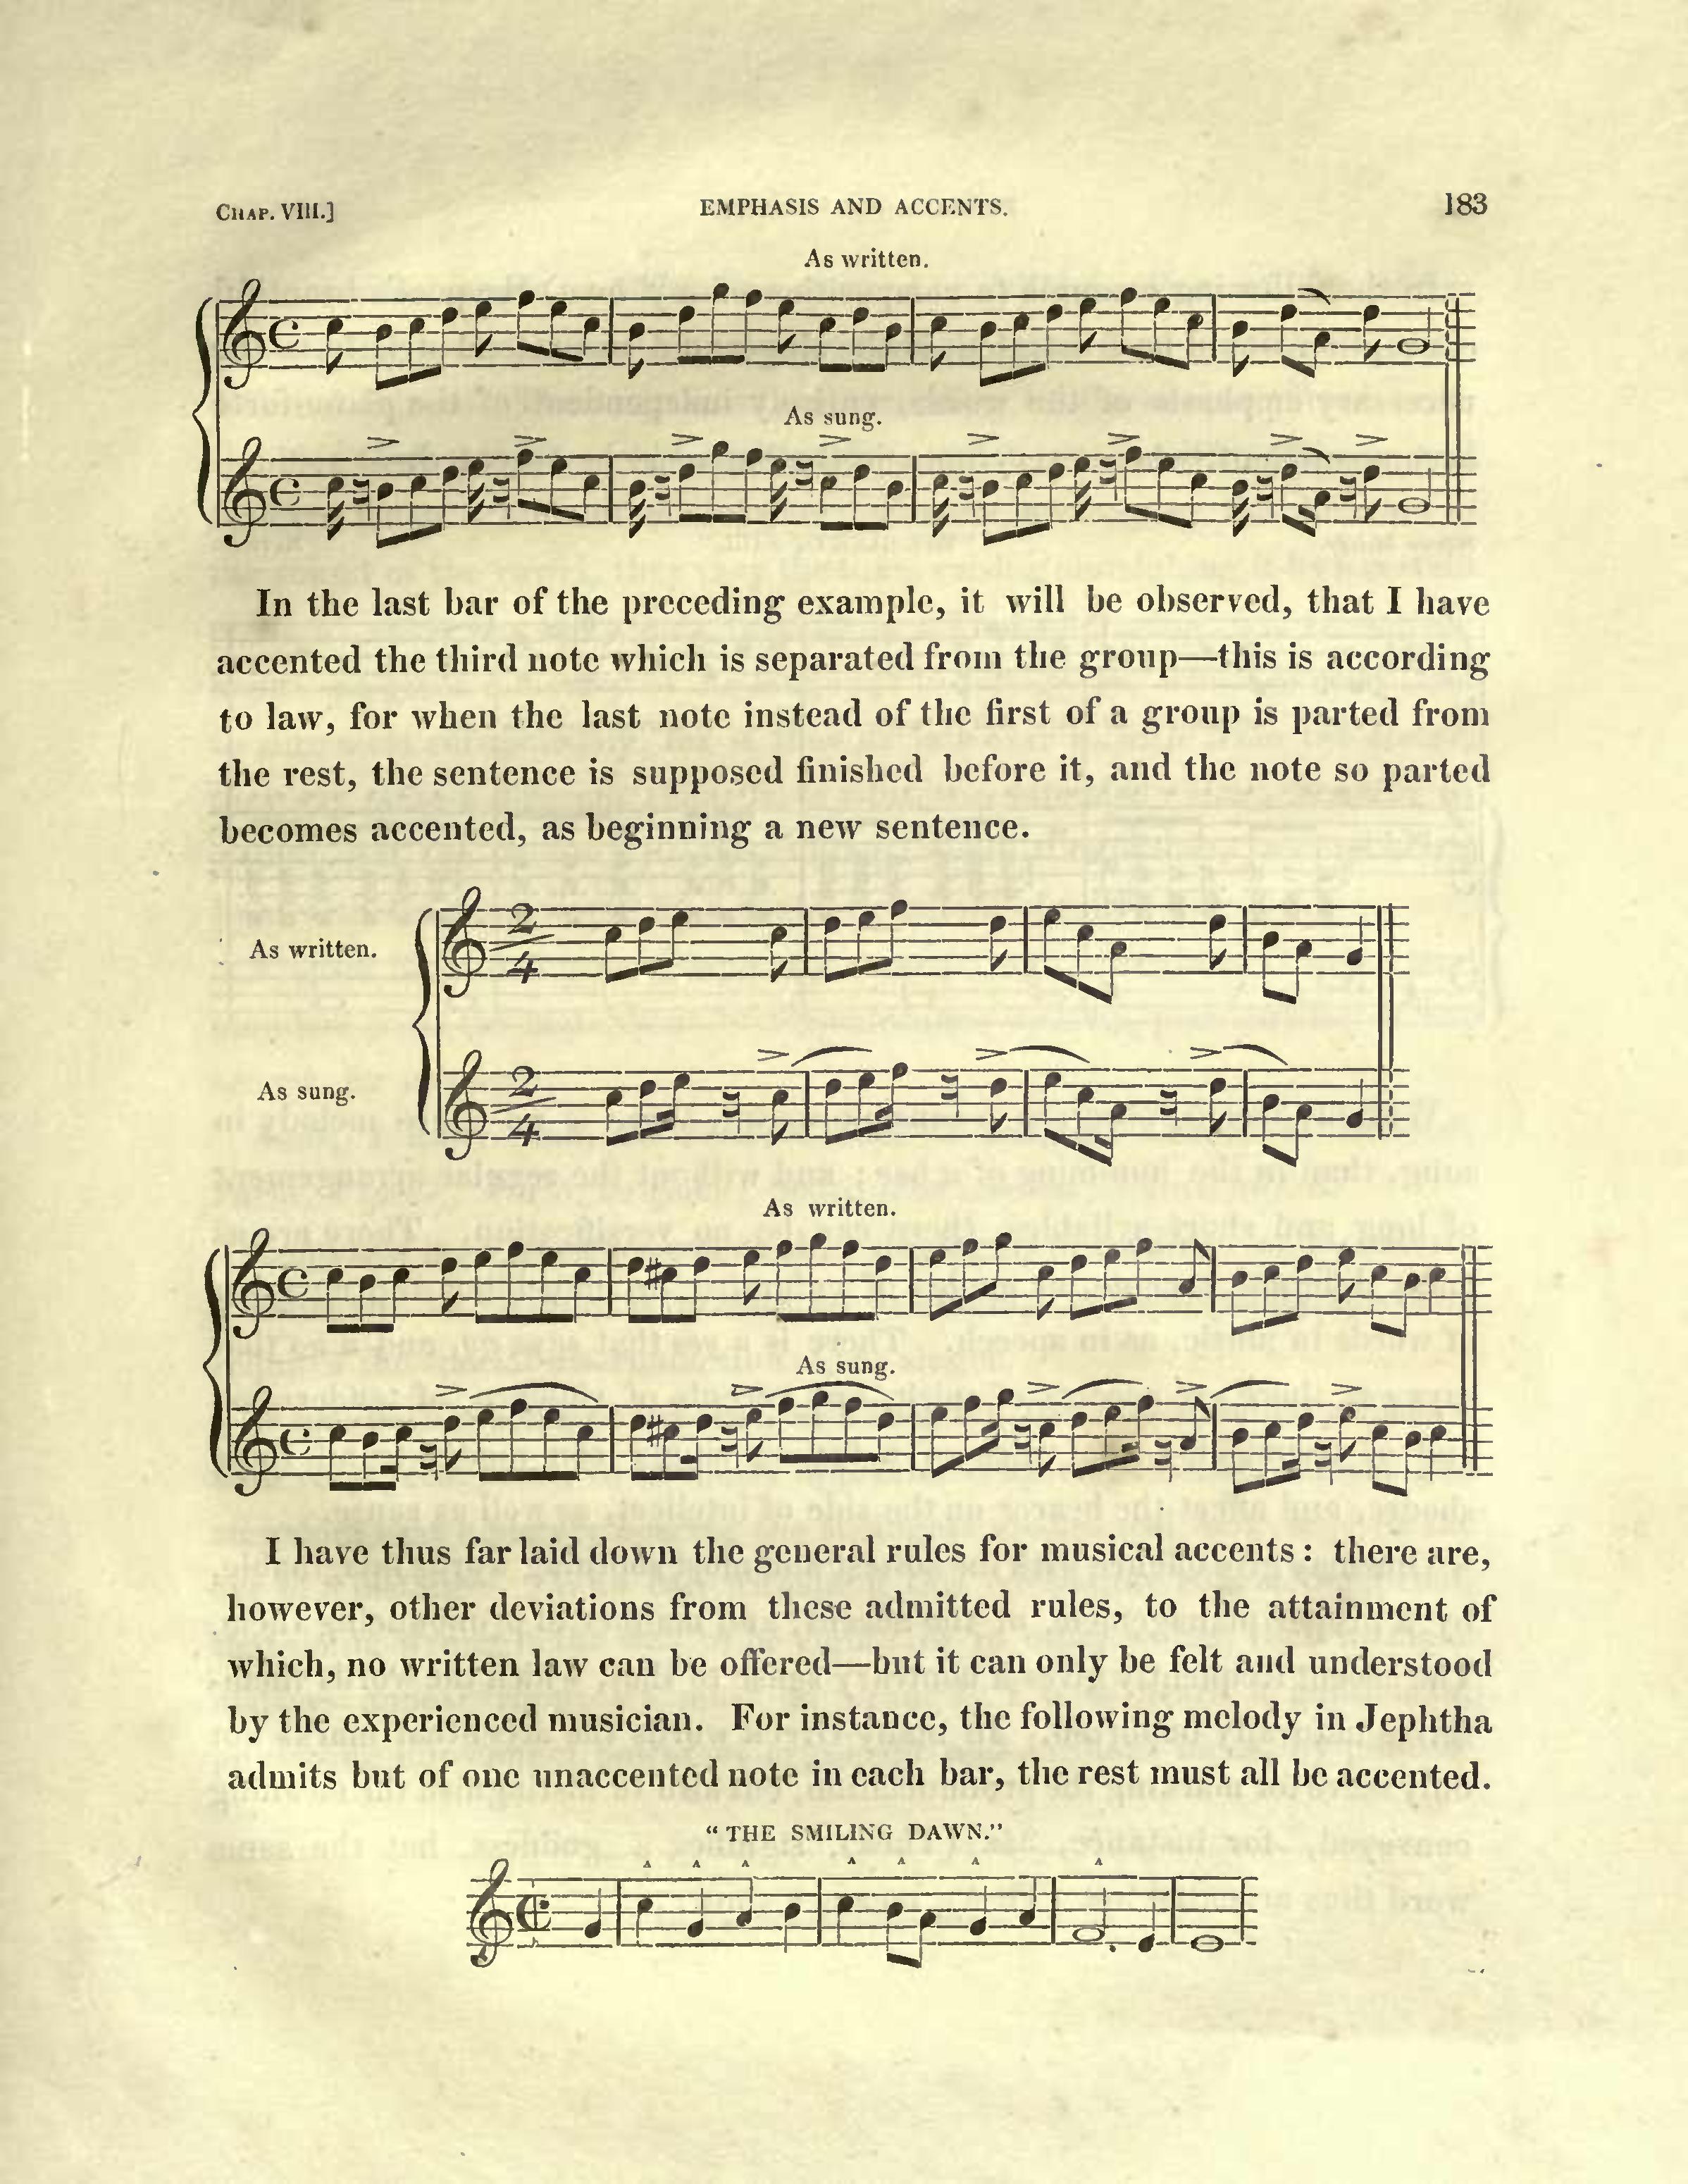 CHAP. VIII.] EMPHASIS AND ACCENTS. 183
As written.
As sung.
In the last bar of the preceding example, it will be observed, that I have
accented the third note which is separated from the group—this is according
to law, for when the last note instead of the first of a group is parted from
the rest, the sentence is supposed finished before it, and the note so parted
becomes accented, as beginning a new sentence.
As written.
As sung.
As written.
As sung.
I have thus far laid down the general rules for musical accents : there are,
however, other deviations from these admitted rules, to the attainment of
which, no written law can be offered—but it can only be felt and understood
by the experienced musician. For instance, the following melody in Jephtha
admits but of one unaccented note in each bar, the rest must all be accented.
“ THE SMILING DAWN.”